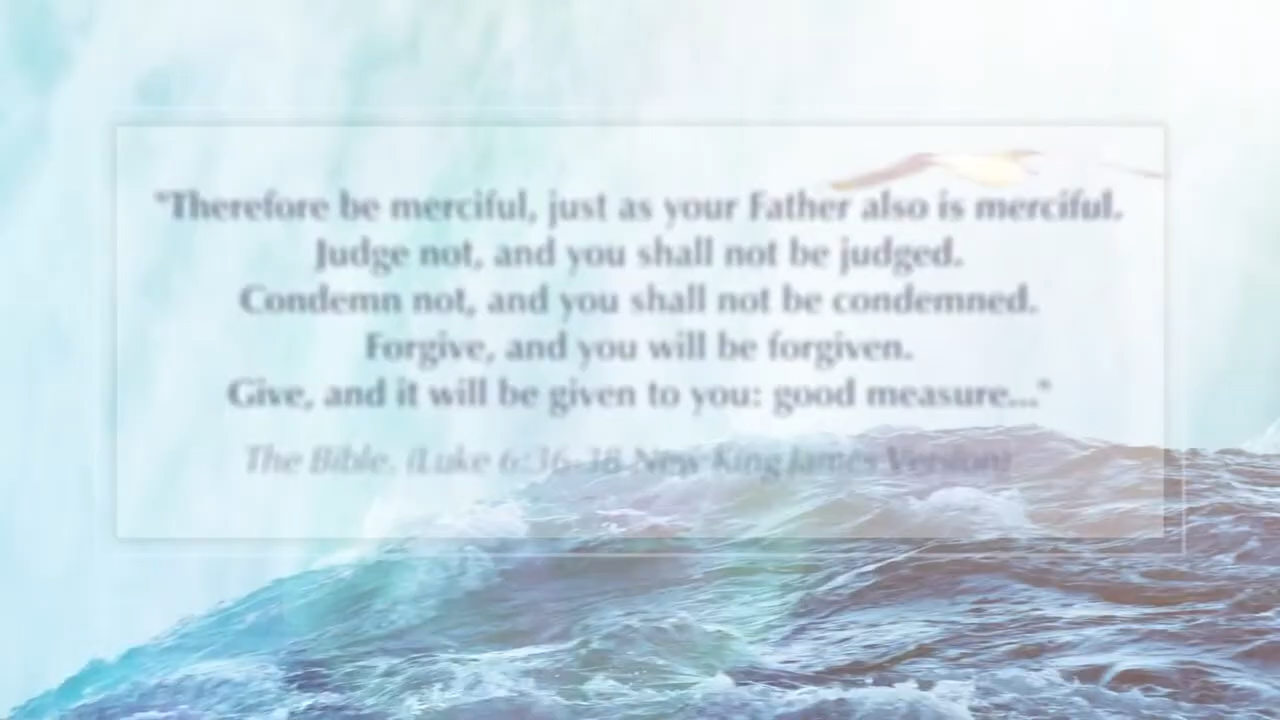 "Therefore be merciful, just as your Father also is merciful.
Judge not, and you shall not be judged.
Condemn not, and you shall not be condemned.
Forgive, and you will be forgiven.
Give, and it will be given to you: good measure..."
The Bible, (Luke 6:36-38 New King James Version)